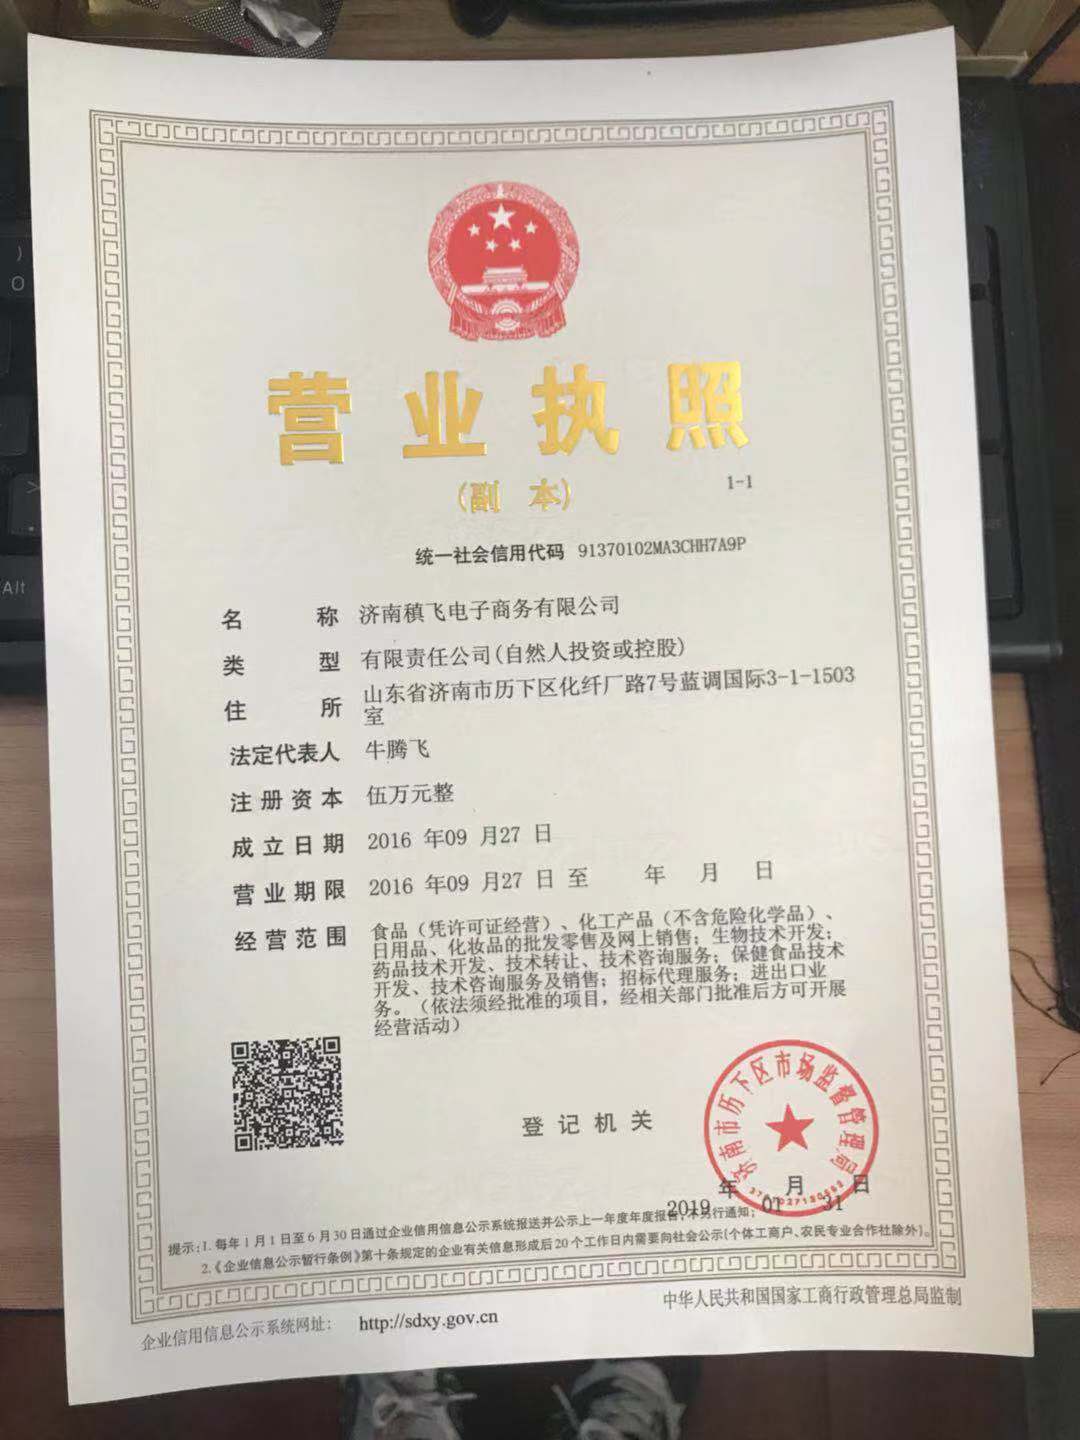 营业执照
(副本)
1-1
统一社会信用代码 91370102MA3CHH7A9P
名称 济南稹飞电子商务有限公司
类型 有限责任公司(自然人投资或控股)
住所 山东省济南市历下区化纤厂路7号蓝调国际3-1-1503
室
法定代表人 牛腾飞
注册资本 伍万元整
成立日期 2016 年09 月27 日
营业期限 2016 年09 月27 日 至 年 月 日
经营范围 食品（凭许可证经营）、化工产品（不含危险化学品）、
日用品、化妆品的批发零售及网上销售；生物技术开发；
药品技术开发、技术转让、技术咨询服务；保健食品技术
开发、技术咨询服务及销售；招标代理服务；进出口业
务。（依法须经批准的项目，经相关部门批准后方可开展
经营活动）
登记机关
济南市历下区市场监督管理局
2019 年 01 月 31 日
提示:1. 每年1月1日至6月30日通过企业信用信息公示系统报送并公示上一年度年度报告,不另行通知;
2.《企业信息公示暂行条例》第十条规定的企业有关信息形成后20个工作日内需要向社会公示(个体工商户、农民专业合作社除外)。
企业信用信息公示系统网址: http://sdxy.gov.cn
中华人民共和国国家工商行政管理总局监制
Alt
O